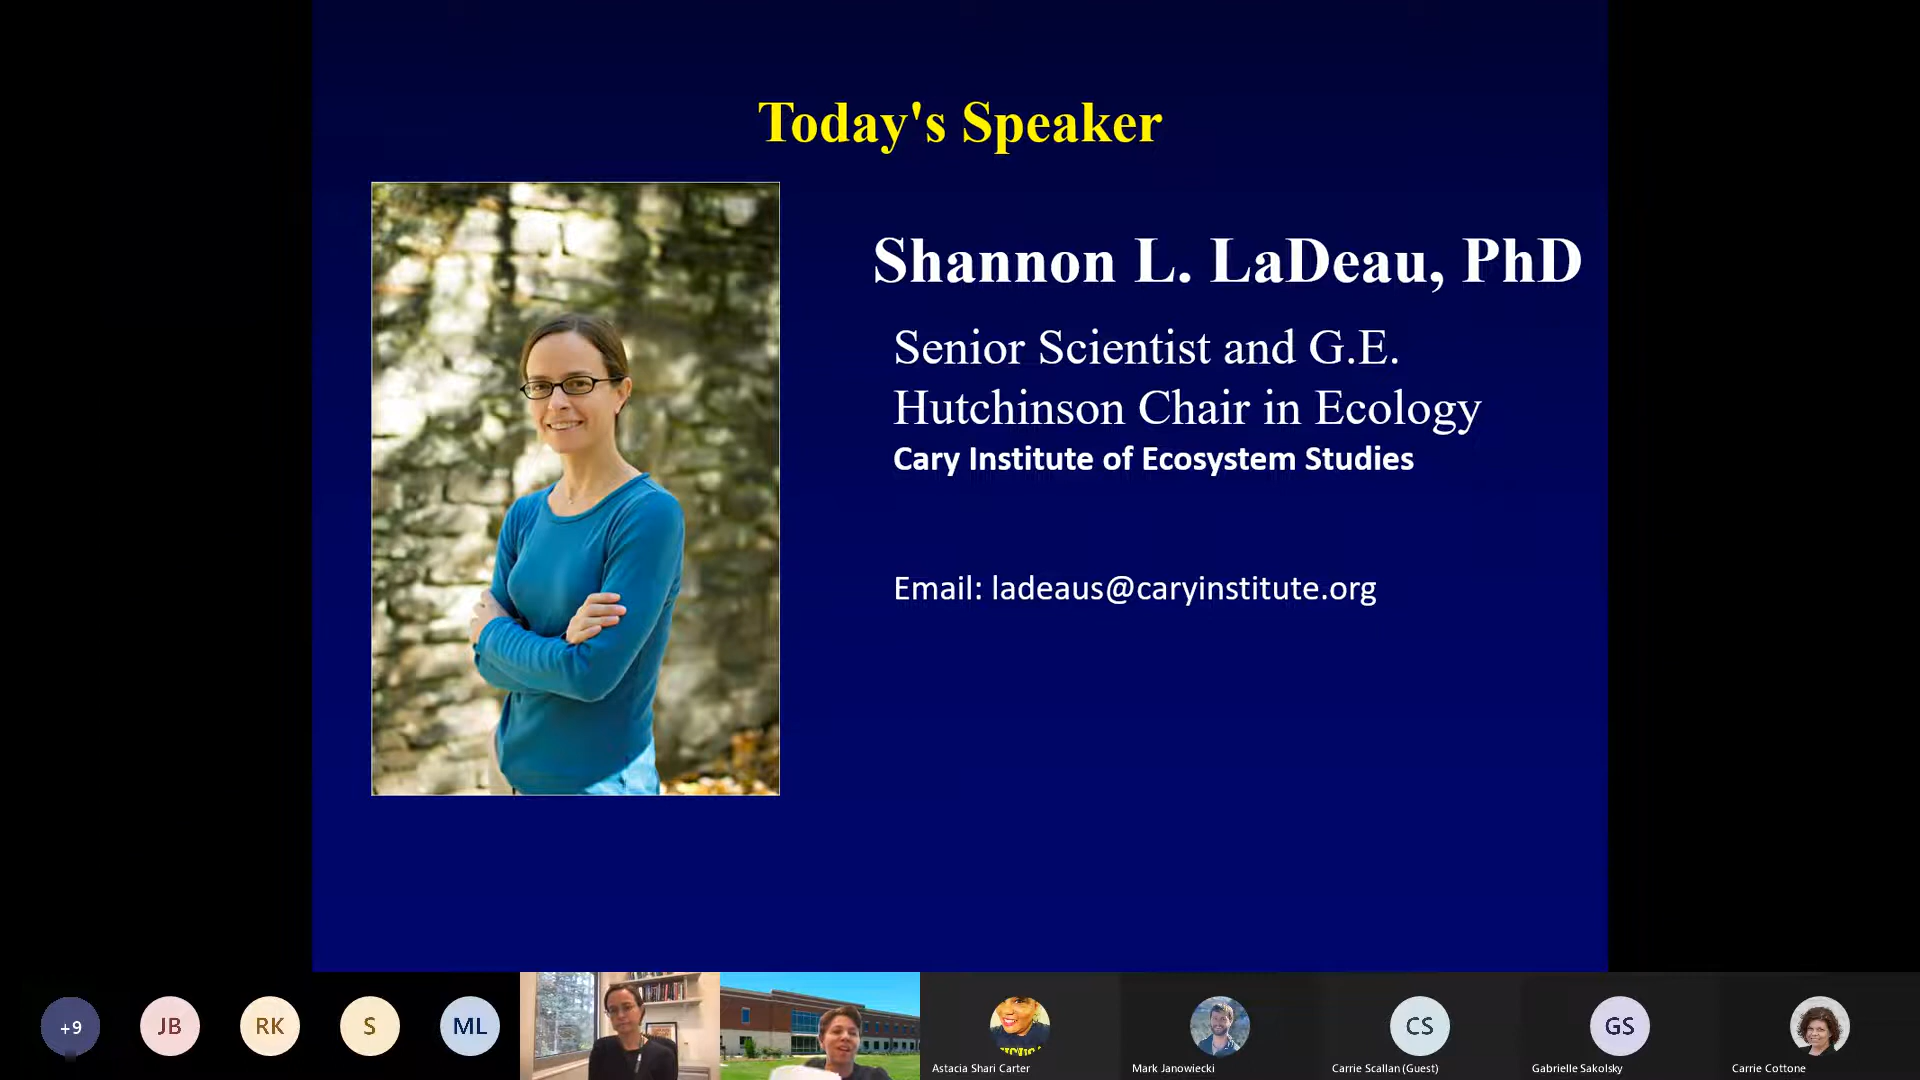 Today's Speaker
Shannon L. LaDeau, PhD
Senior Scientist and G.E.
Hutchinson Chair in Ecology
Cary Institute of Ecosystem Studies
Email: ladeaus@caryinstitute.org
+9
JB
RK
S
ML
Astacia Shari Carter
Mark Janowiecki
CS
Carrie Scallan (Guest)
GS
Gabrielle Sakolsky
Carrie Cottone